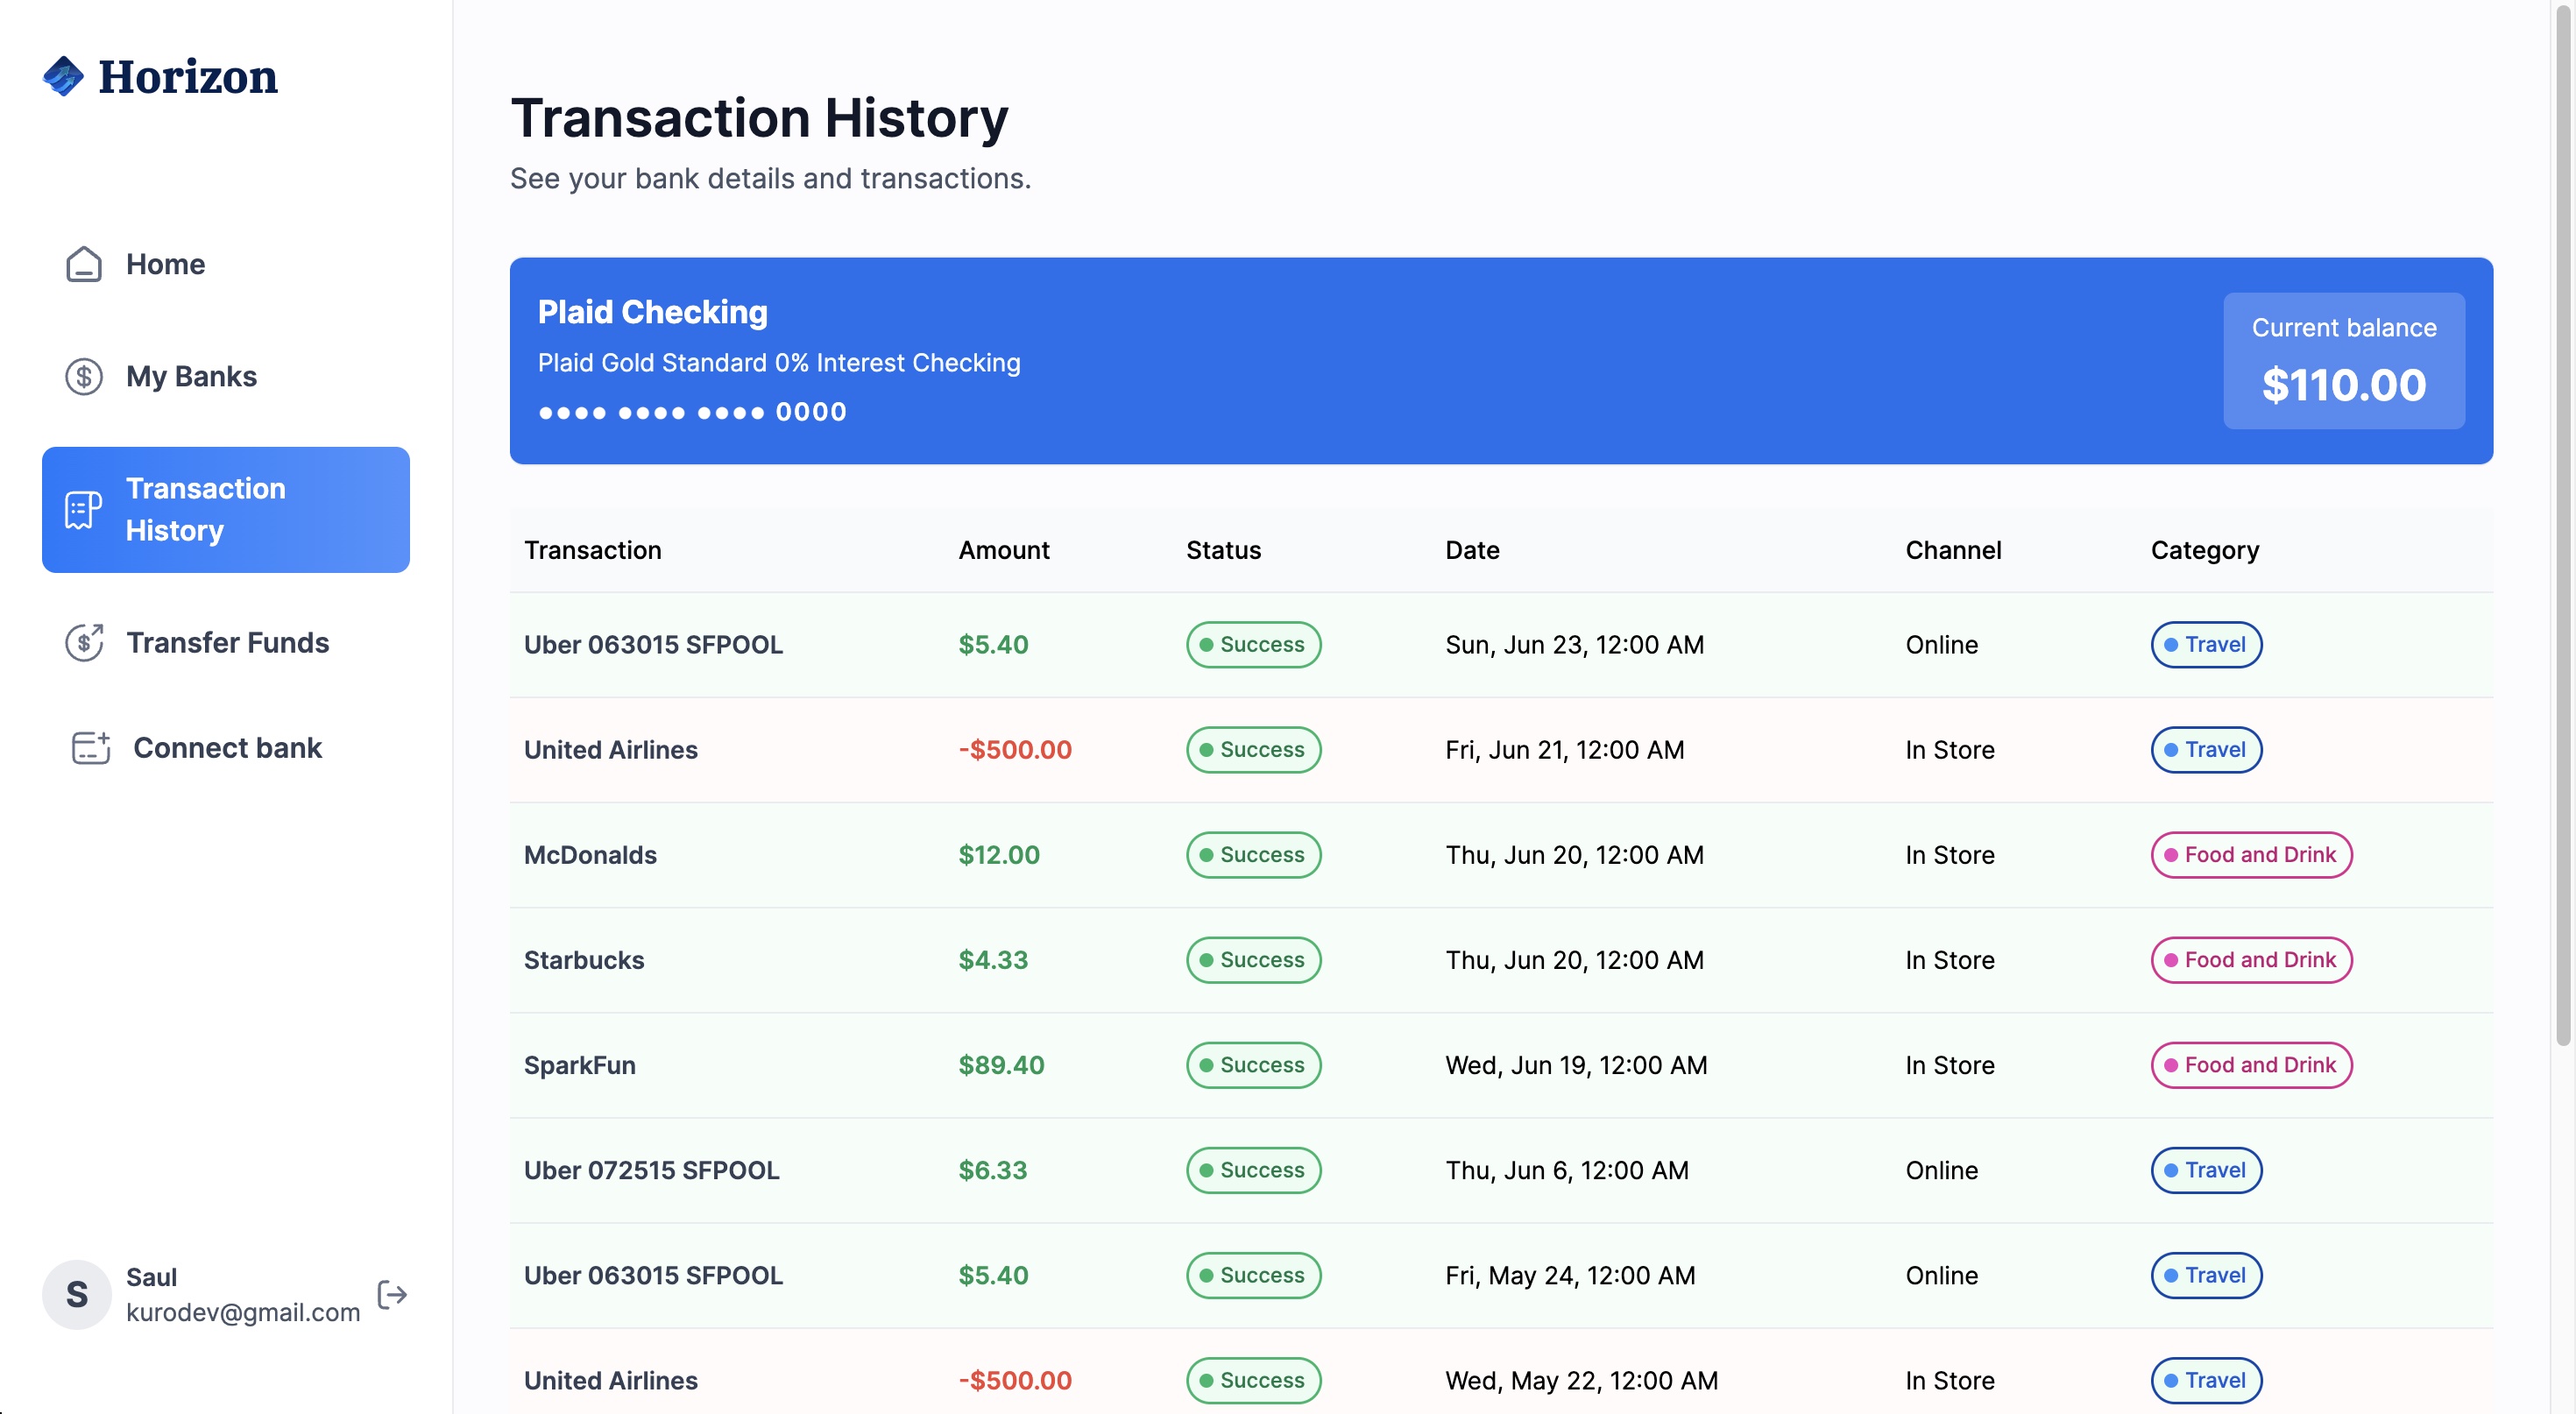 Horizon
Home
My Banks
Transaction
History
Transfer Funds
Connect bank
S
Saul
kurodev@gmail.com
Transaction History
See your bank details and transactions.
Plaid Checking
Plaid Gold Standard 0% Interest Checking
●●●● ●●●● ●●●● 0000
Current balance
$110.00
Transaction Amount Status Date Channel Category
Uber 063015 SFPOOL $5.40 Success Sun, Jun 23, 12:00 AM Online Travel
United Airlines -$500.00 Success Fri, Jun 21, 12:00 AM In Store Travel
McDonalds $12.00 Success Thu, Jun 20, 12:00 AM In Store Food and Drink
Starbucks $4.33 Success Thu, Jun 20, 12:00 AM In Store Food and Drink
SparkFun $89.40 Success Wed, Jun 19, 12:00 AM In Store Food and Drink
Uber 072515 SFPOOL $6.33 Success Thu, Jun 6, 12:00 AM Online Travel
Uber 063015 SFPOOL $5.40 Success Fri, May 24, 12:00 AM Online Travel
United Airlines -$500.00 Success Wed, May 22, 12:00 AM In Store Travel